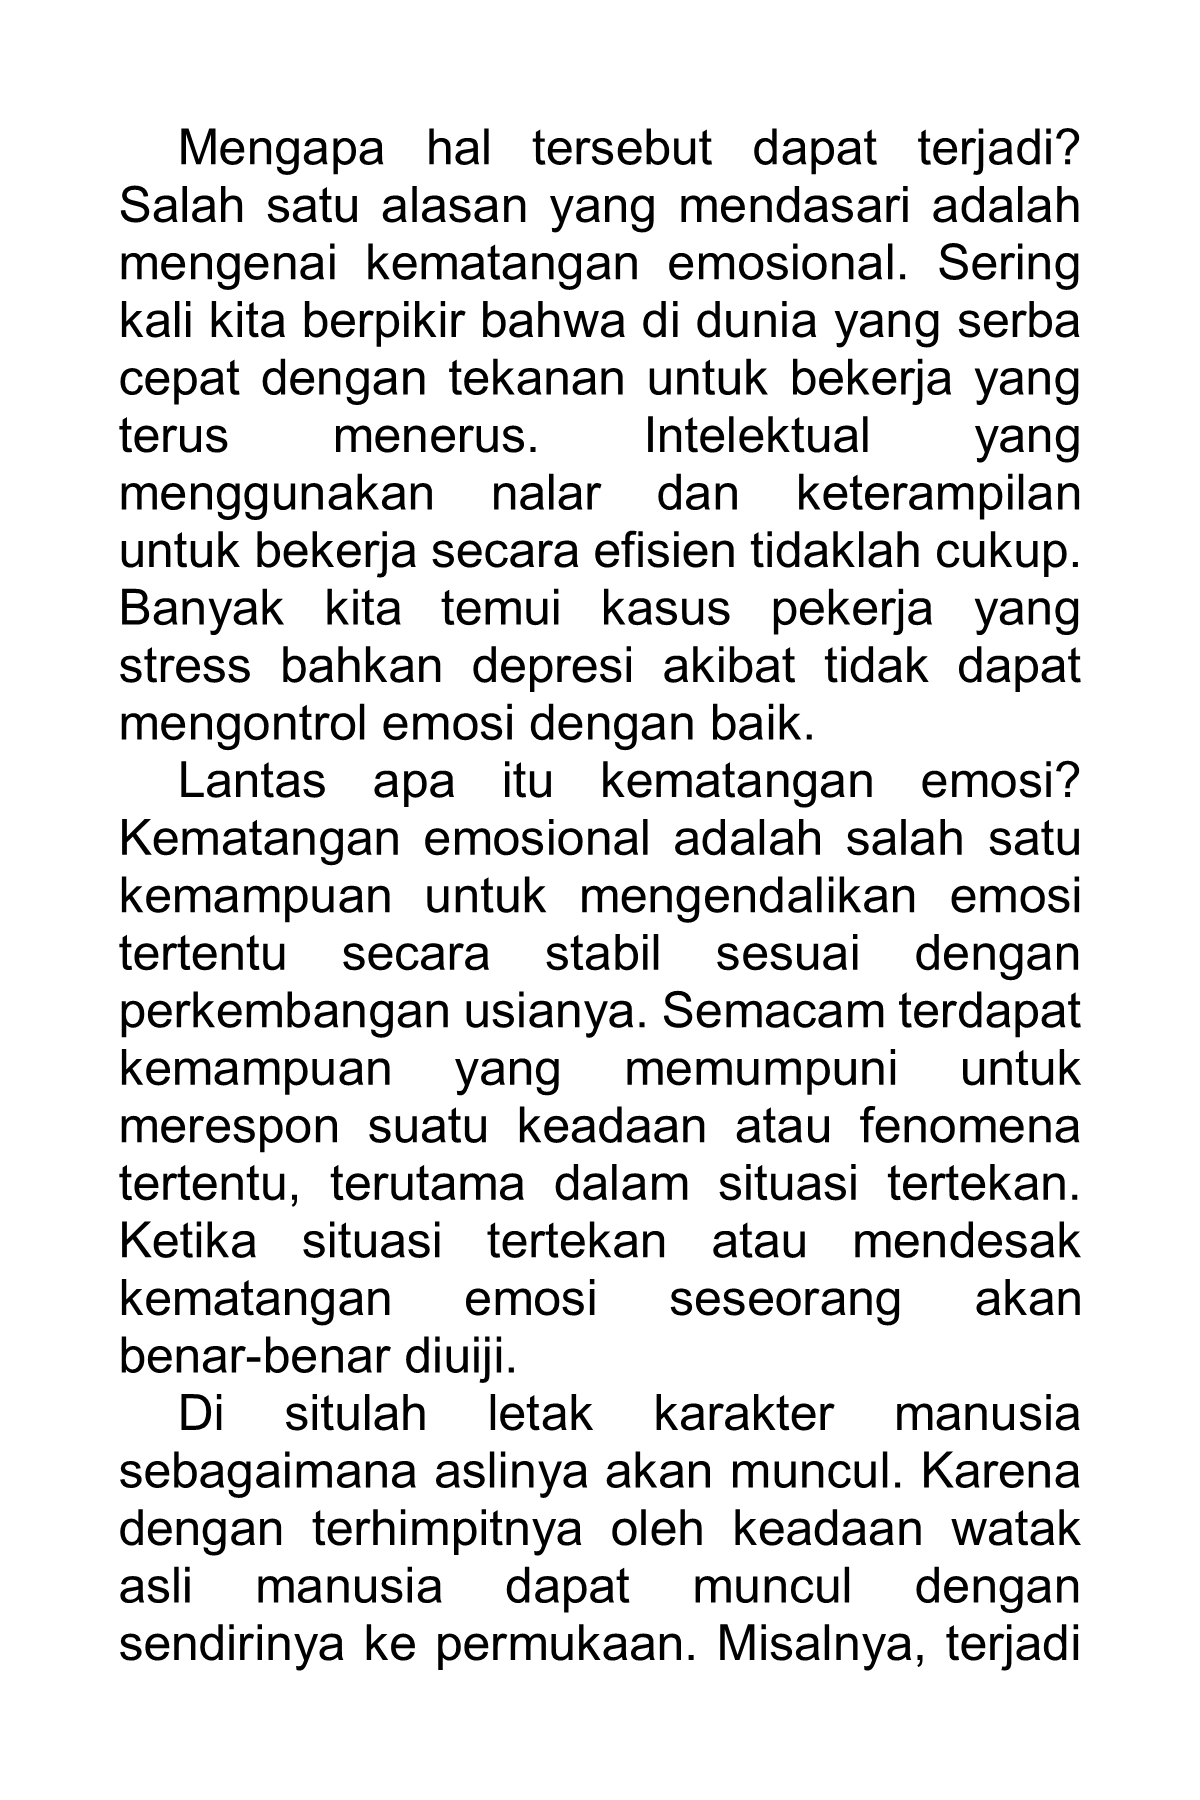 Mengapa hal tersebut dapat terjadi?
Salah satu alasan yang mendasari adalah
mengenai kematangan emosional. Sering
kali kita berpikir bahwa di dunia yang serba
cepat dengan tekanan untuk bekerja yang
terus menerus. Intelektual yang
menggunakan nalar dan keterampilan
untuk bekerja secara efisien tidaklah cukup.
Banyak kita temui kasus pekerja yang
stress bahkan depresi akibat tidak dapat
mengontrol emosi dengan baik.
Lantas apa itu kematangan emosi?
Kematangan emosional adalah salah satu
kemampuan untuk mengendalikan emosi
tertentu secara stabil sesuai dengan
perkembangan usianya. Semacam terdapat
kemampuan yang memumpuni untuk
merespon suatu keadaan atau fenomena
tertentu, terutama dalam situasi tertekan.
Ketika situasi tertekan atau mendesak
kematangan emosi seseorang akan
benar-benar diuiji.
Di situlah letak karakter manusia
sebagaimana aslinya akan muncul. Karena
dengan terhimpitnya oleh keadaan watak
asli manusia dapat muncul dengan
sendirinya ke permukaan. Misalnya, terjadi